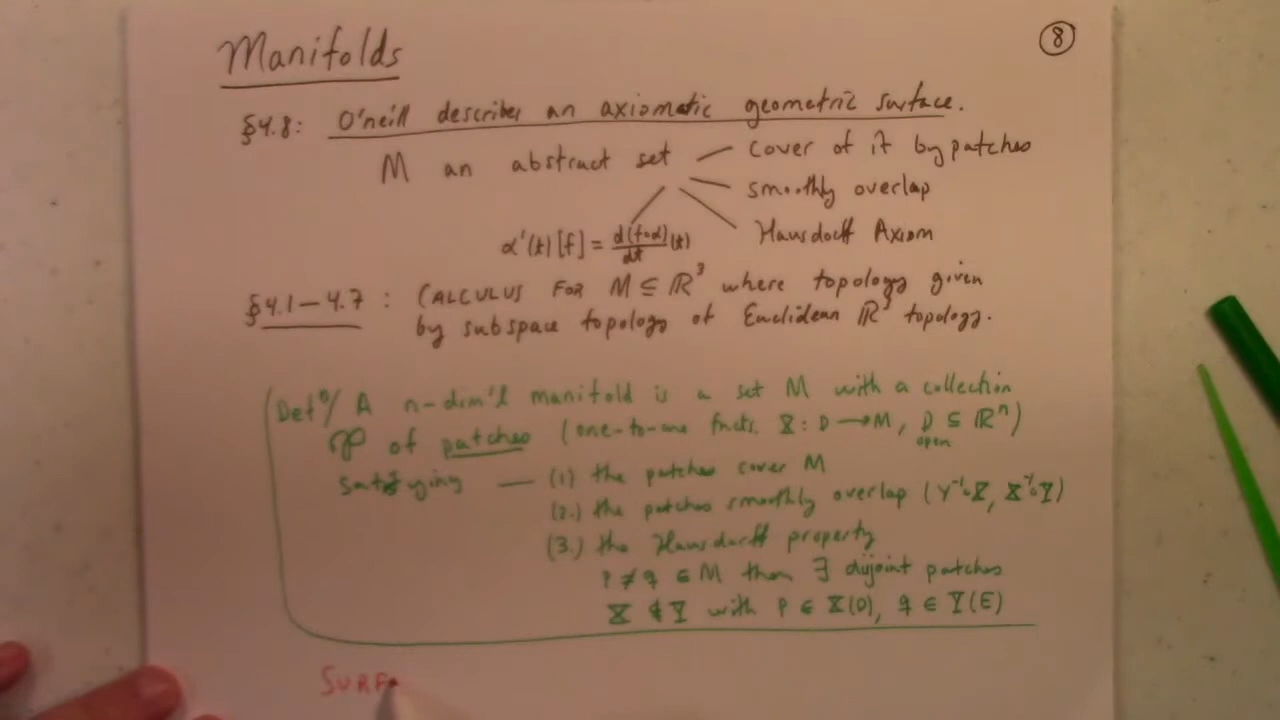 Manifolds
8
§4.8: O'neill describes an axiomatic geometric surface.
M an abstract set — cover of it by patches
smoothly overlap
Hausdorff Axiom
α'(t)[f] = d(f∘α)/dt (t)
§4.1 — 4.7 : CALCULUS FOR M ⊆ ℝ³ where topology given
by subspace topology of Euclidean ℝ³ topology.
Defⁿ/ A n-dim'l manifold is a set M with a collection
𝒫 of patches (one-to-one fncts. X : D → M, D ⊆ ℝⁿ)
open
satisfying — (1) the patches cover M
(2.) the patches smoothly overlap (Y⁻¹∘X, X⁻¹∘Y)
(3.) the Hausdorff property
p ≠ q ∈ M then ∃ disjoint patches
X & Y with p ∈ X(D), q ∈ Y(E)
SURF